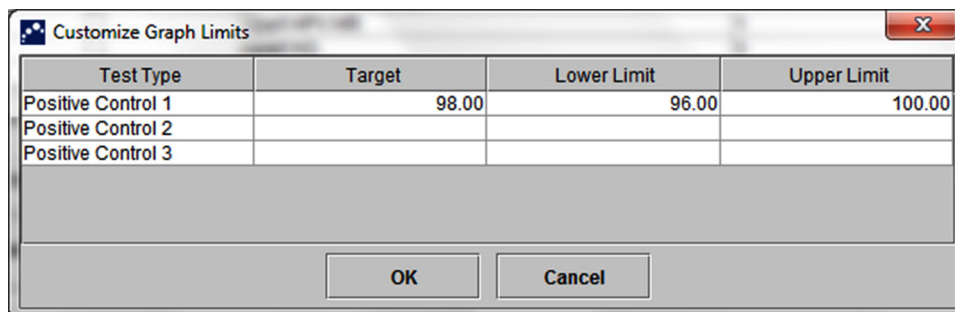 Customize Graph Limits
Test Type Target Lower Limit Upper Limit
Positive Control 1 98.00 96.00 100.00
Positive Control 2
Positive Control 3
OK Cancel